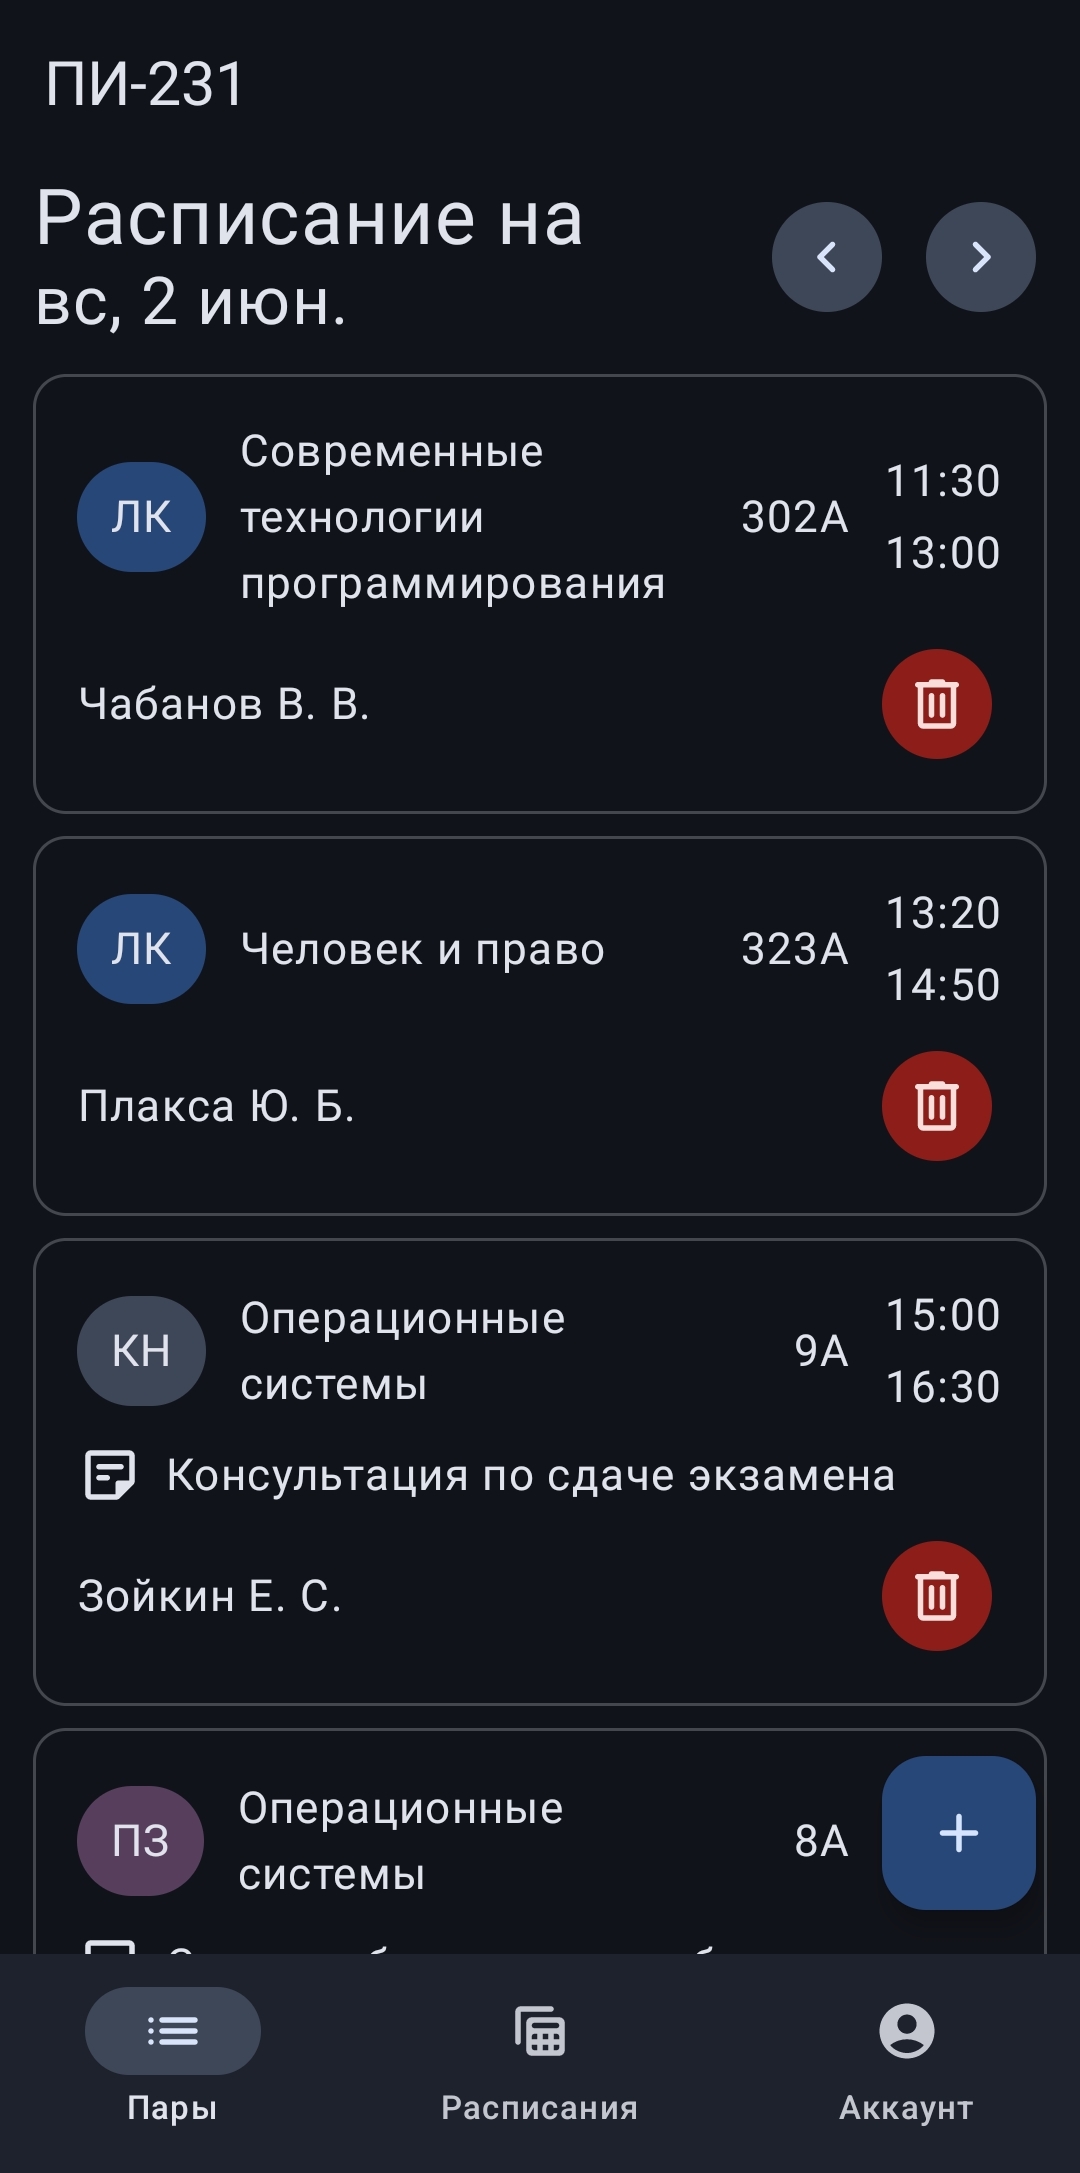 ПИ-231
Расписание на
вс, 2 июн.
Современные
технологии
программирования
ЛК
302А
11:30
13:00
Чабанов В. В.
ЛК
Человек и право
323А
13:20
14:50
Плакса Ю. Б.
КН
Операционные
системы
9А
15:00
16:30
Консультация по сдаче экзамена
Зойкин Е. С.
ПЗ
Операционные
системы
8А
Пары
Расписания
Аккаунт